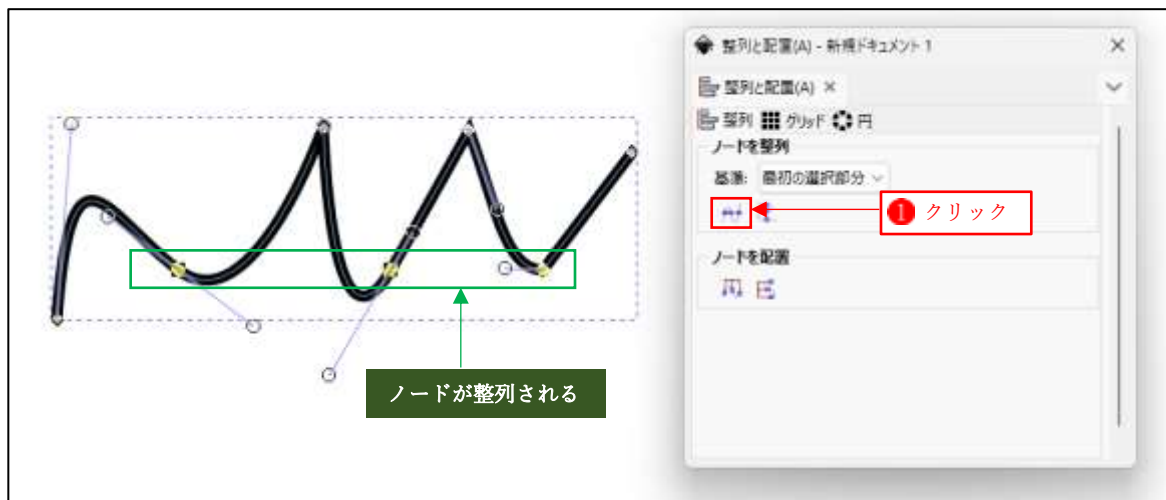 整列と配置(A) - 新規ドキュメント 1
整列と配置(A)
整列 グリッド 円
ノードを整列
基準: 最初の選択部分
1 クリック
ノードを配置
ノードが整列される